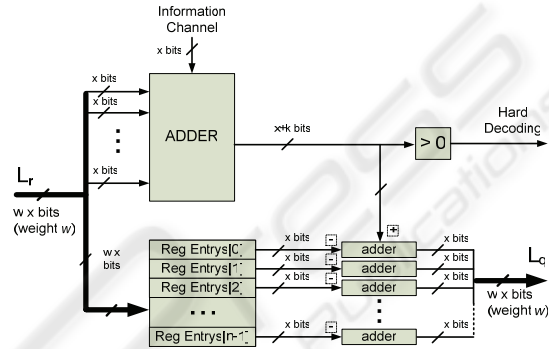 Information
Channel
x bits
x bits
x bits
x bits
ADDER
x+k bits
> 0
Hard
Decoding
Lr
w x bits
(weight w)
w x
bits
Reg Entrys[0]
Reg Entrys[1]
Reg Entrys[2]
...
Reg Entrys[n-1]
x bits
x bits
x bits
x bits
-
-
-
-
+
adder
adder
adder
adder
x bits
x bits
x bits
x bits
Lq
w x bits
(weight w)